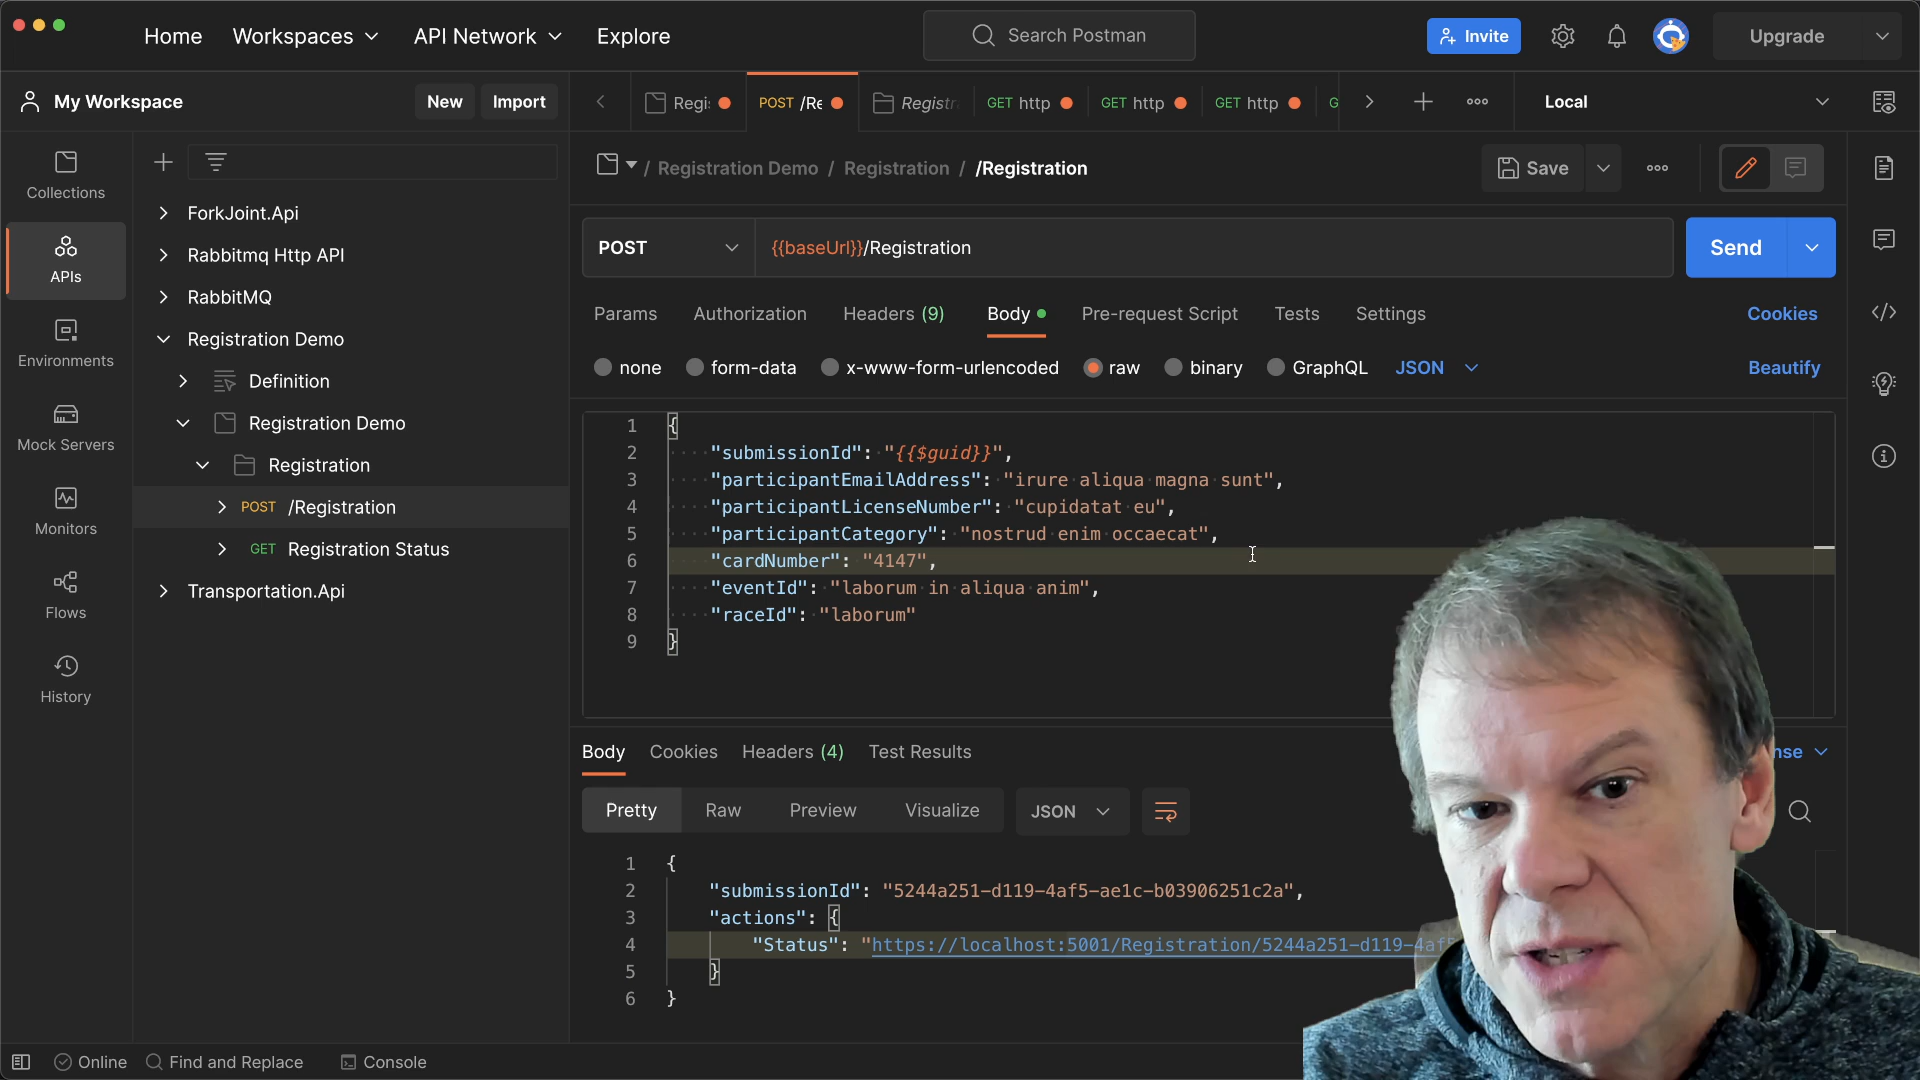 Home Workspaces API Network Explore Search Postman Invite Upgrade
My Workspace New Import Regi POST /Re Registr GET http GET http GET http G Local
Collections
APIs
Environments
Mock Servers
Monitors
Flows
History
ForkJoint.Api
Rabbitmq Http API
RabbitMQ
Registration Demo
Definition
Registration Demo
Registration
POST /Registration
GET Registration Status
Transportation.Api
/ Registration Demo / Registration / /Registration Save
POST {{baseUrl}}/Registration Send
Params Authorization Headers (9) Body Pre-request Script Tests Settings Cookies
none form-data x-www-form-urlencoded raw binary GraphQL JSON Beautify
1 {
2 "submissionId": "{{$guid}}",
3 "participantEmailAddress": "irure aliqua magna sunt",
4 "participantLicenseNumber": "cupidatat eu",
5 "participantCategory": "nostrud enim occaecat",
6 "cardNumber": "4147",
7 "eventId": "laborum in aliqua anim",
8 "raceId": "laborum"
9 }
Body Cookies Headers (4) Test Results nse
Pretty Raw Preview Visualize JSON
1 {
2 "submissionId": "5244a251-d119-4af5-ae1c-b03906251c2a",
3 "actions": {
4 "Status": "https://localhost:5001/Registration/5244a251-d119-4af5
5 }
6 }
Online Find and Replace Console